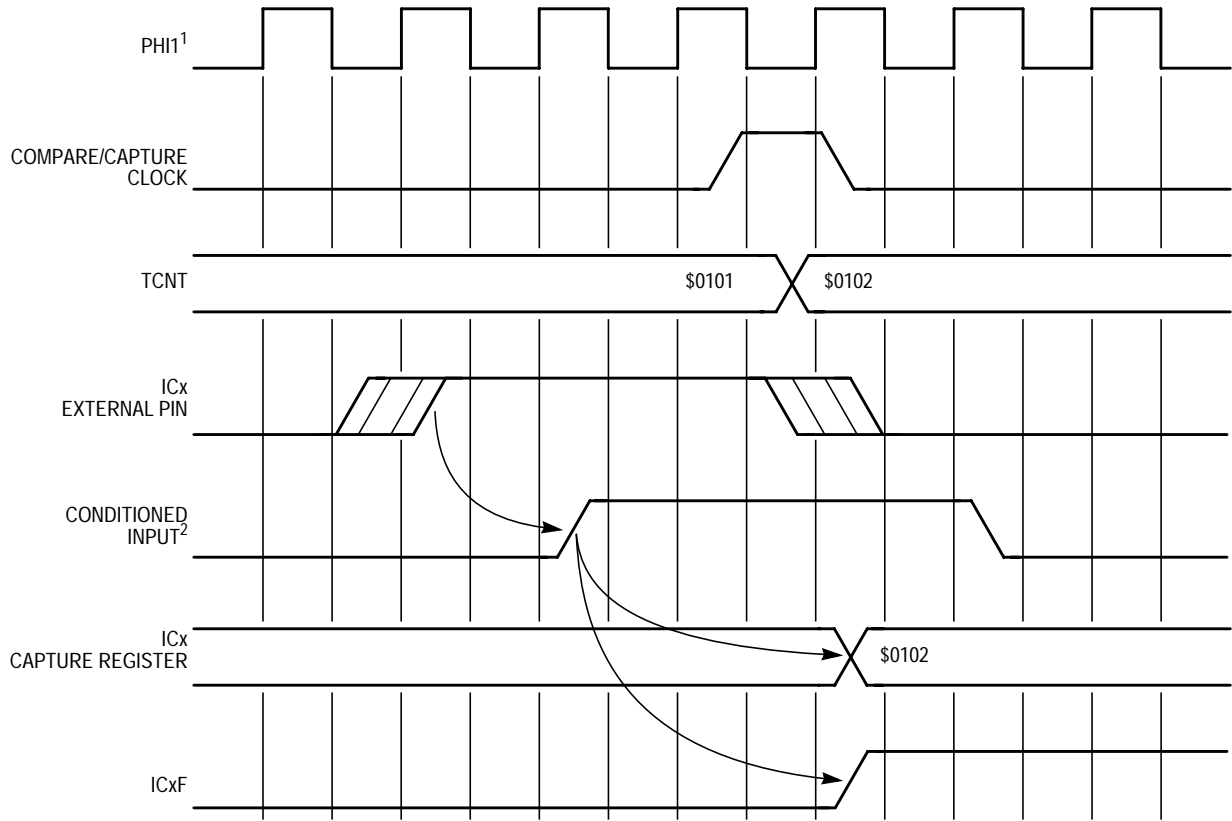 PHI1¹
COMPARE/CAPTURE
CLOCK
TCNT
$0101
$0102
ICx
EXTERNAL PIN
CONDITIONED
INPUT²
ICx
CAPTURE REGISTER
$0102
ICxF